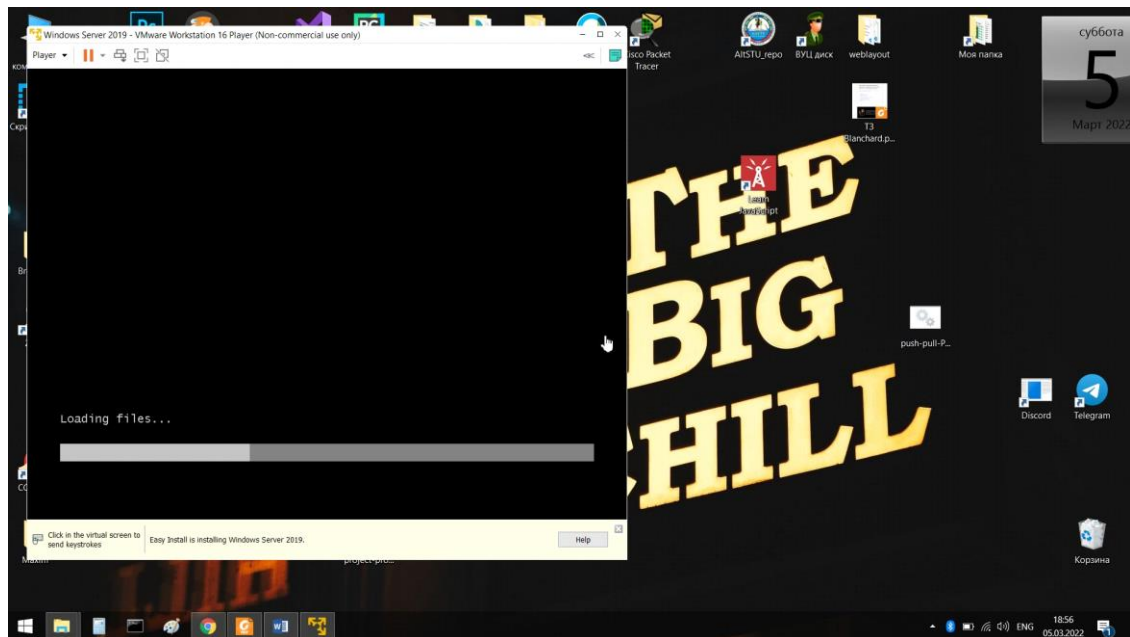 Windows Server 2019 - VMware Workstation 16 Player (Non-commercial use only)
Player
Loading files...
Click in the virtual screen to
send keystrokes
Easy Install is installing Windows Server 2019.
Help
Tracer
AltSTU_repo
ВУЦ диск
weblayout
Моя папка
суббота
5
Март 2022
ТЗ
Blanchard.p...
Learn
JavaScript
THE
BIG
CHILL
push-pull-P...
Discord
Telegram
Корзина
ENG
18:56
05.03.2022